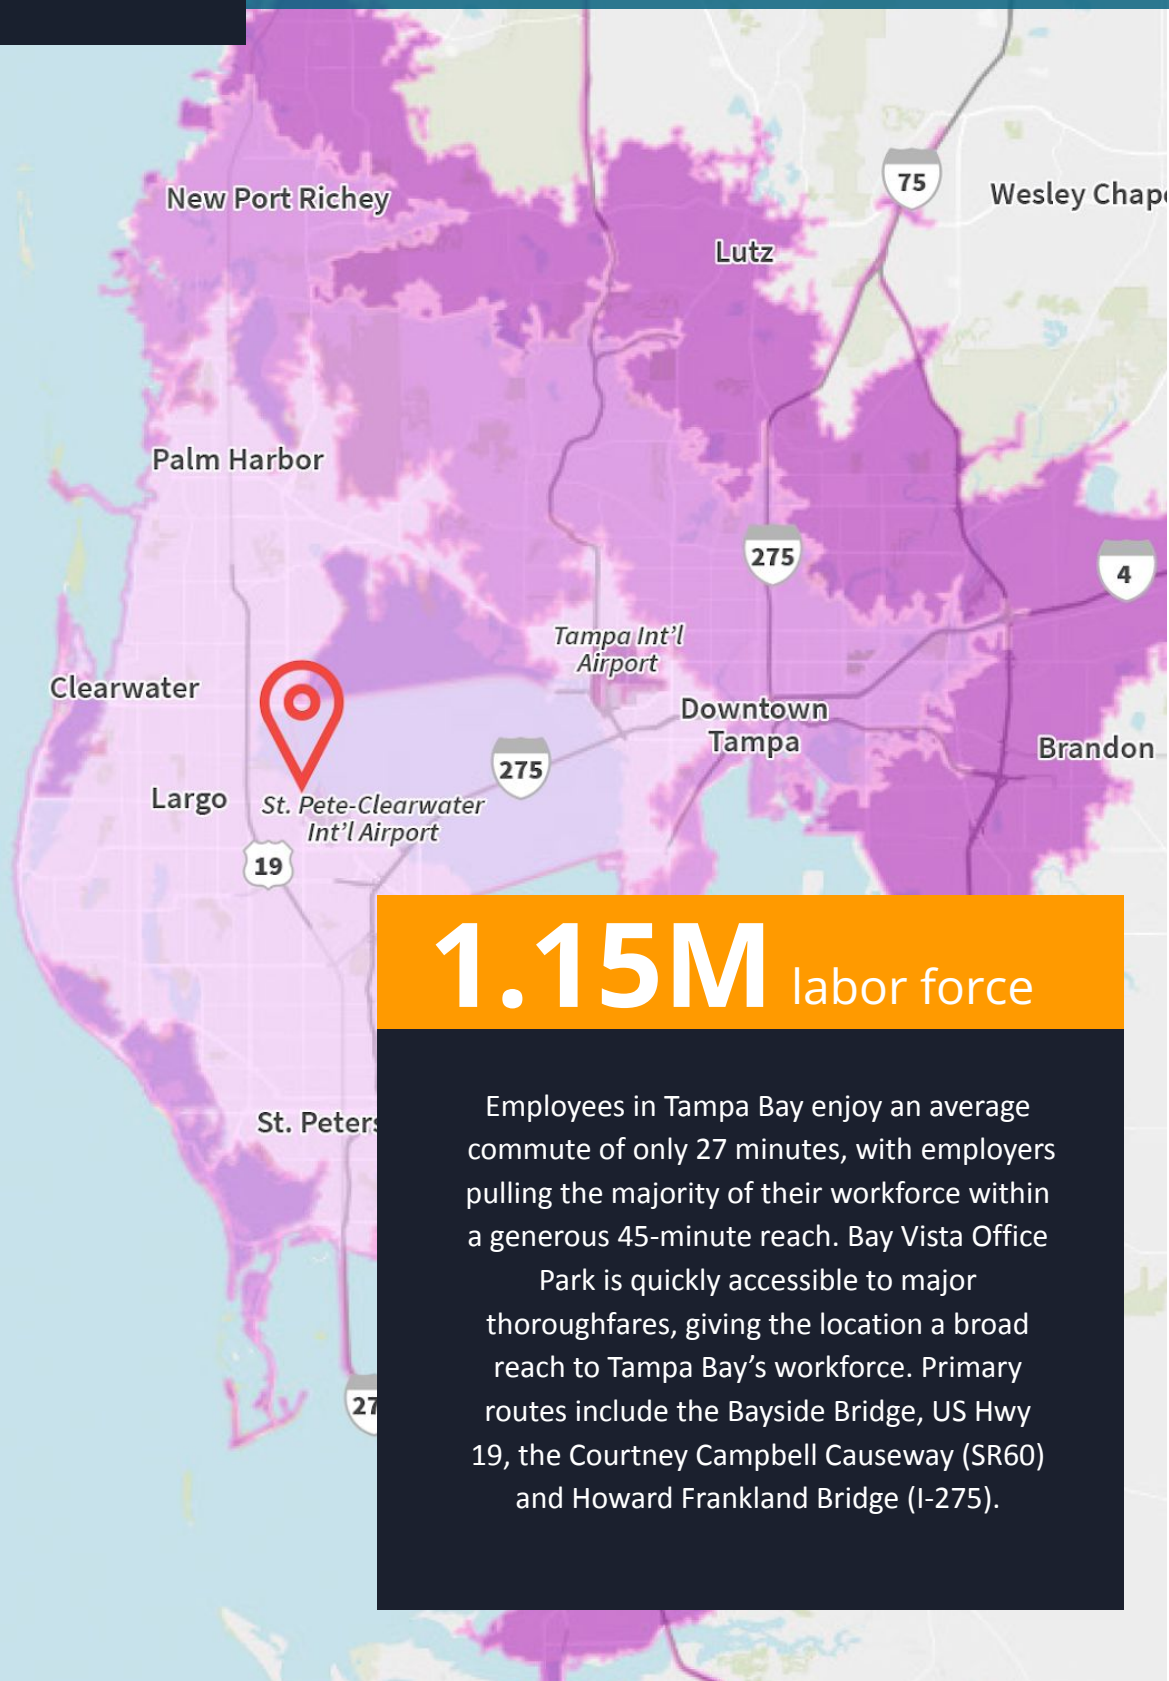 New Port Richey
75
Wesley Chap
Lutz
Palm Harbor
275
4
Tampa Int’l
Airport
Clearwater
Downtown
Tampa
Brandon
275
Largo
St. Pete-Clearwater
Int’l Airport
19
1.15M labor force
Employees in Tampa Bay enjoy an average
commute of only 27 minutes, with employers
pulling the majority of their workforce within
a generous 45-minute reach. Bay Vista Office
Park is quickly accessible to major
thoroughfares, giving the location a broad
reach to Tampa Bay’s workforce. Primary
routes include the Bayside Bridge, US Hwy
19, the Courtney Campbell Causeway (SR60)
and Howard Frankland Bridge (I-275).
St. Peters
27